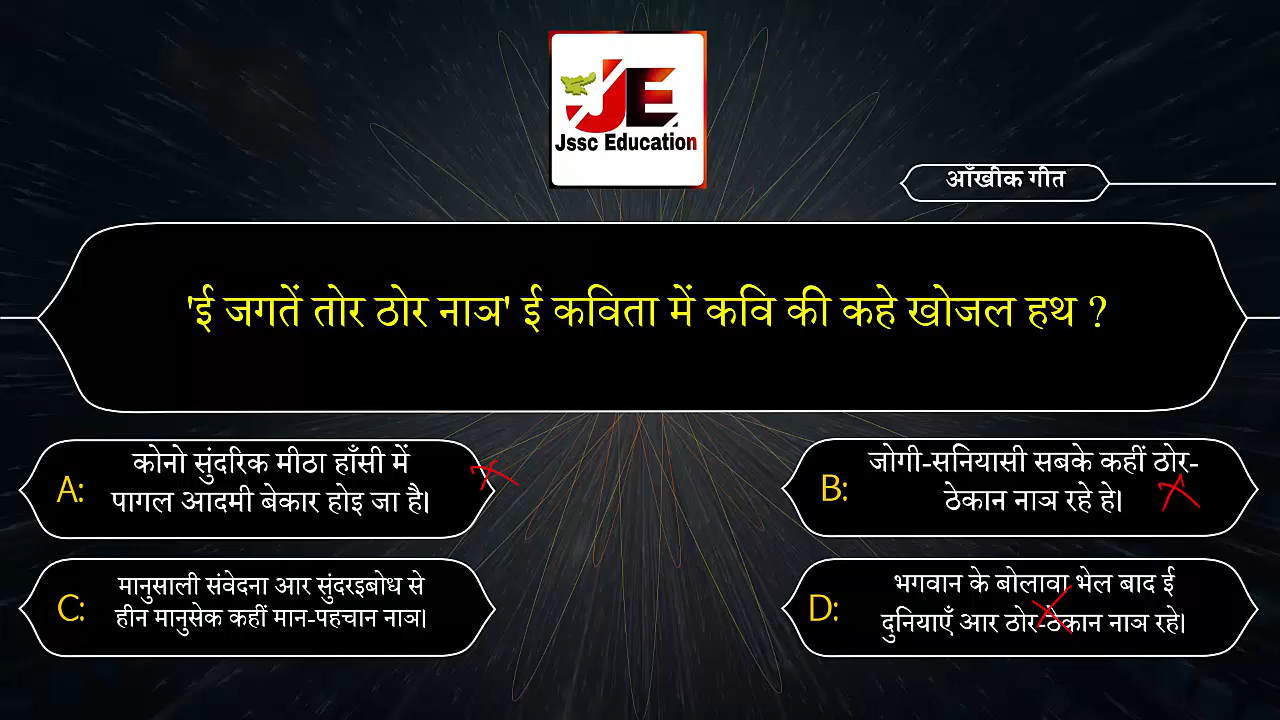 JE
Jssc Education
आँखीक गीत
'ई जगतें तोर ठोर नाञ' ई कविता में कवि की कहे खोजल हथ ?
A:
कोनो सुंदरिक मीठा हाँसी में
पागल आदमी बेकार होइ जा है।
B:
जोगी-सनियासी सबके कहीं ठोर-
ठेकान नाञ रहे हे।
C:
मानुसाली संवेदना आर सुंदरइबोध से
हीन मानुसेक कहीं मान-पहचान नाञ।
D:
भगवान के बोलावा भेल बाद ई
दुनियाएँ आर ठोर-ठेकान नाञ रहे।